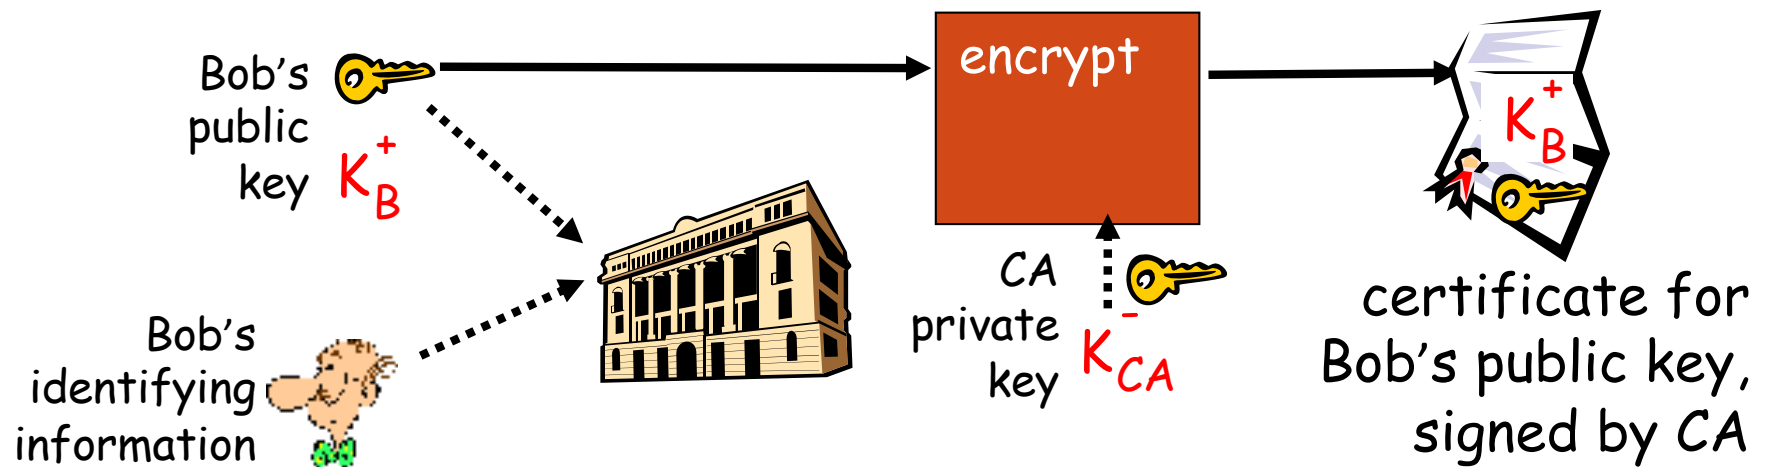 Bob's
public
key
K
+
B
Bob's
identifying
information
encrypt
CA
private
key
K
-
CA
K
+
B
certificate for
Bob's public key,
signed by CA